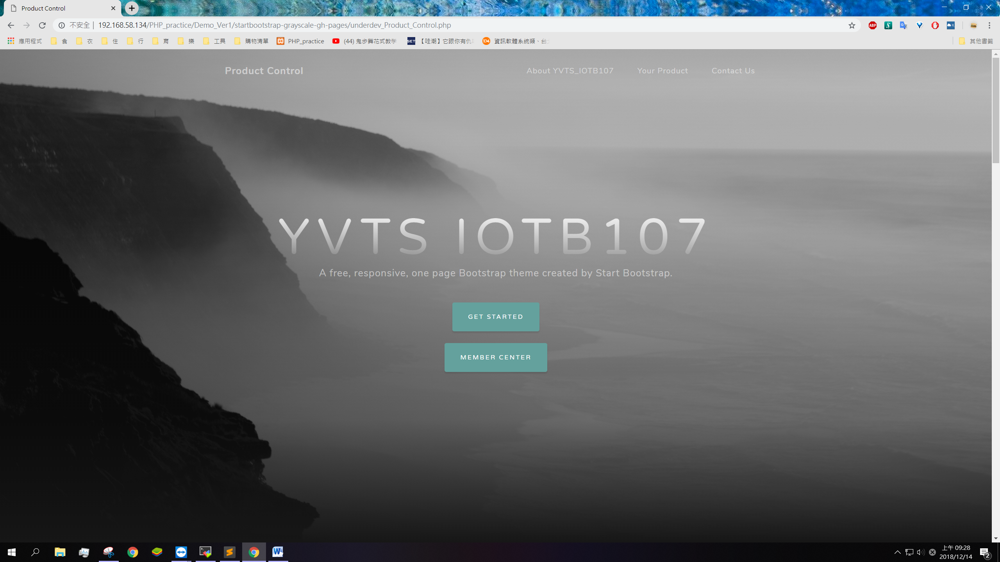 Product Control
不安全 192.168.58.134/PHP_practice/Demo_Ver1/startbootstrap-grayscale-gh-pages/underdev_Product_Control.php
ABP
應用程式 食 衣 住 行 育 樂 工具 購物清單 PHP_practice (44) 鬼步舞花式教学 SET 【哇潮】它跟你有仇 104 資訊軟體系統類、台 其他書籤
Product Control About YVTS_IOTB107 Your Product Contact Us
YVTS IOTB107
A free, responsive, one page Bootstrap theme created by Start Bootstrap.
GET STARTED
MEMBER CENTER
上午 09:28
2018/12/14
2